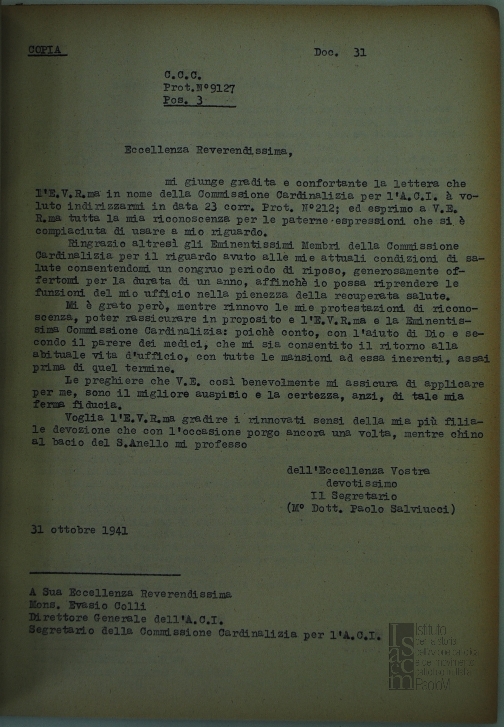 COPIA
Doc. 31
C.C.C.
Prot.N°9127
Pos. 3
Eccellenza Reverendissima,
mi giunge gradita e confortante la lettera che
l'E.V.R.ma in nome della Commissione Cardinalizia per l'A.C.I. à vo-
luto indirizzarmi in data 23 corr. Prot. N°212; ed esprimo a V.E.
R.ma tutta la mia riconoscenza per le paterne espressioni che si è
compiaciuta di usare a mio riguardo.
Ringrazio altresì gli Eminentissimi Membri della Commissione
Cardinalizia per il riguardo avuto alle mie attuali condizioni di sa-
lute consentendomi un congruo periodo di riposo, generosamente of-
fertomi per la durata di un anno, affinchè io possa riprendere le
funzioni del mio ufficio nella pienezza della recuperata salute.
Mi è grato però, mentre rinnovo le mie protestazioni di ricono-
scenza, poter rassicurare in proposito e l'E.V.R.ma e la Eminentis-
sima Commissione Cardinalizia: poichè conto, con l'aiuto di Dio e se-
condo il parere dei medici, che mi sia consentito il ritorno alla
abituale vita d'ufficio, con tutte le mansioni ad essa inerenti, assai
prima di quel termine.
Le preghiere che V.E. così benevolmente mi assicura di applicare
per me, sono il migliore auspicio e la certezza, anzi, di tale mia
ferma fiducia.
Voglia l'E.V.R.ma gradire i rinnovati sensi della mia più filia-
le devozione che con l'occasione porgo ancora una volta, mentre chino
al bacio del S.Anello mi professo
dell'Eccellenza Vostra
devotissimo
Il Segretario
(M° Dott. Paolo Salviucci)
31 ottobre 1941
A Sua Eccellenza Reverendissima
Mons. Evasio Colli
Direttore Generale dell'A.C.I.
Segretario della Commissione Cardinalizia per l'A.C.I.
Istituto
Paolo VI